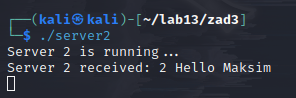 ┌──(kali㉿kali)-[~/lab13/zad3]
└─$ ./server2
Server 2 is running...
Server 2 received: 2 Hello Maksim